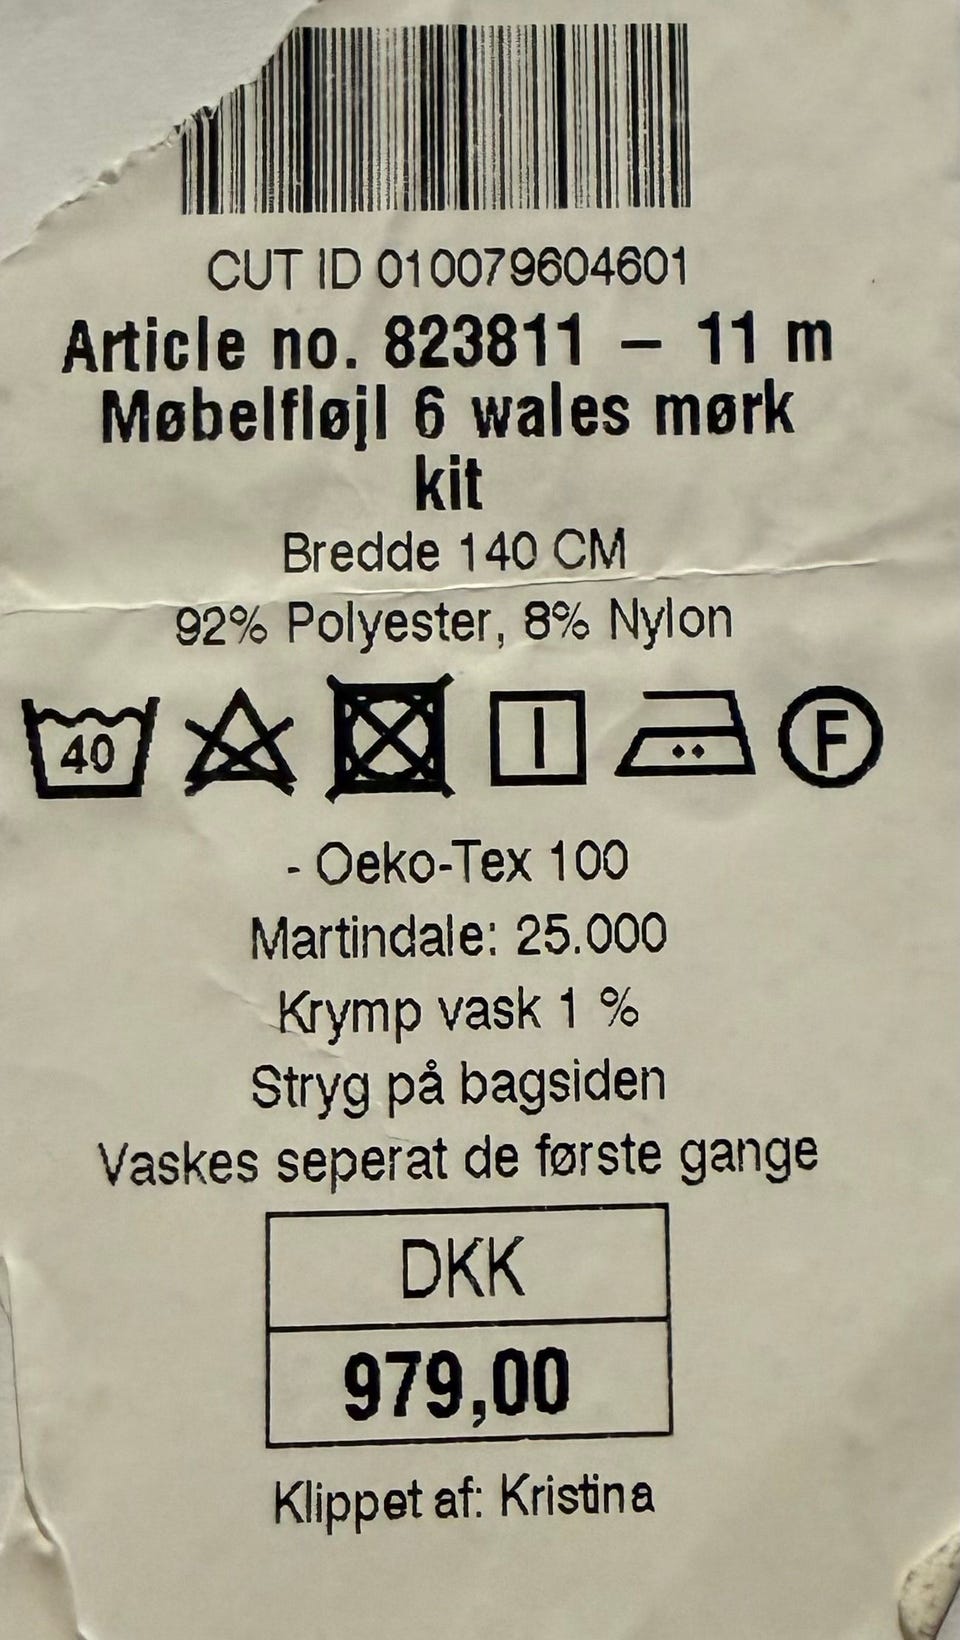 CUT ID 010079604601
Article no. 823811 – 11 m
Møbelfløjl 6 wales mørk
kit
Bredde 140 CM
92% Polyester, 8% Nylon
40 F
- Oeko-Tex 100
Martindale: 25.000
Krymp vask 1 %
Stryg på bagsiden
Vaskes seperat de første gange
DKK
979,00
Klippet af: Kristina